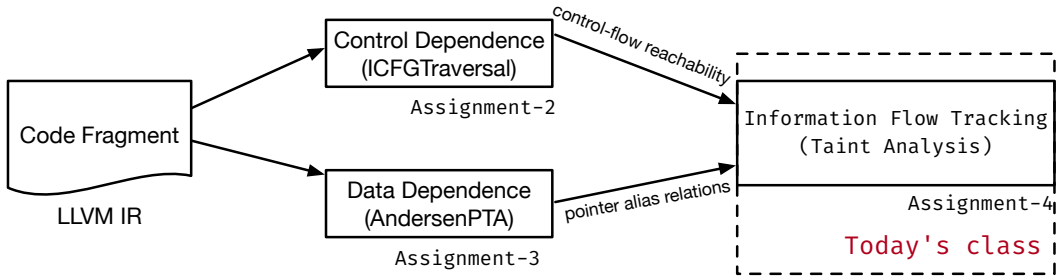 Code Fragment
LLVM IR
Control Dependence
(ICFGTraversal)
Assignment-2
Data Dependence
(AndersenPTA)
Assignment-3
control-flow reachability
pointer alias relations
Information Flow Tracking
(Taint Analysis)
Assignment-4
Today's class